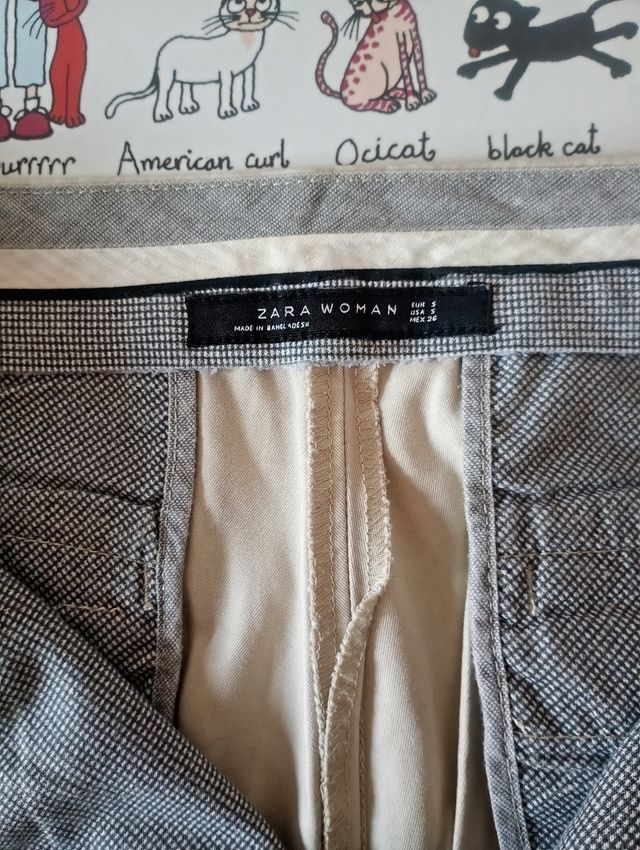 urrrrr American curl Ocicat black cat
ZARA WOMAN
MADE IN BANGLADESH
EUR S
USA S
MEX 26